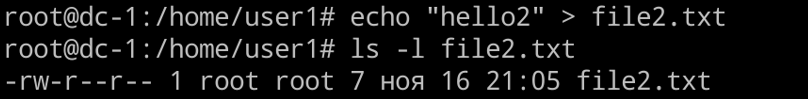 root@dc-1:/home/user1# echo "hello2" > file2.txt
root@dc-1:/home/user1# ls -l file2.txt
-rw-r--r-- 1 root root 7 ноя 16 21:05 file2.txt